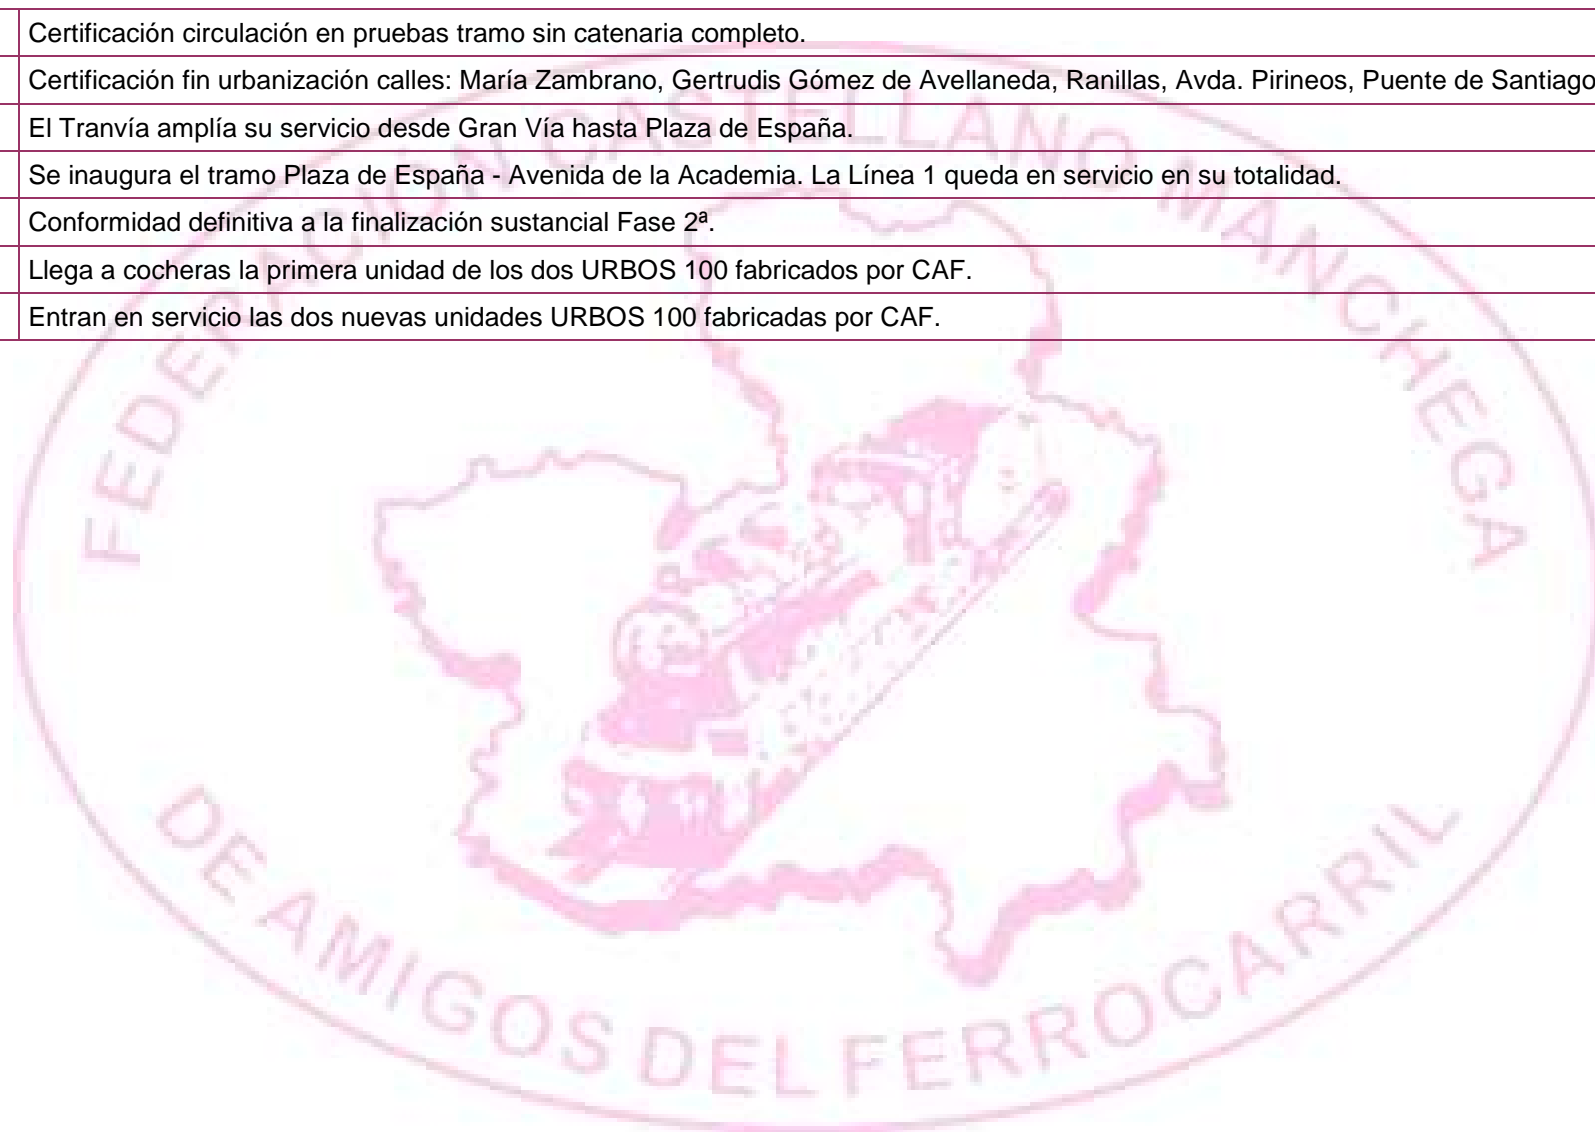 Certificación circulación en pruebas tramo sin catenaria completo.
Certificación fin urbanización calles: María Zambrano, Gertrudis Gómez de Avellaneda, Ranillas, Avda. Pirineos, Puente de Santiago
El Tranvía amplía su servicio desde Gran Vía hasta Plaza de España.
Se inaugura el tramo Plaza de España - Avenida de la Academia. La Línea 1 queda en servicio en su totalidad.
Conformidad definitiva a la finalización sustancial Fase 2ª.
Llega a cocheras la primera unidad de los dos URBOS 100 fabricados por CAF.
Entran en servicio las dos nuevas unidades URBOS 100 fabricadas por CAF.
FEDERACION CASTELLANO MANCHEGA
DE AMIGOS DEL FERROCARRIL